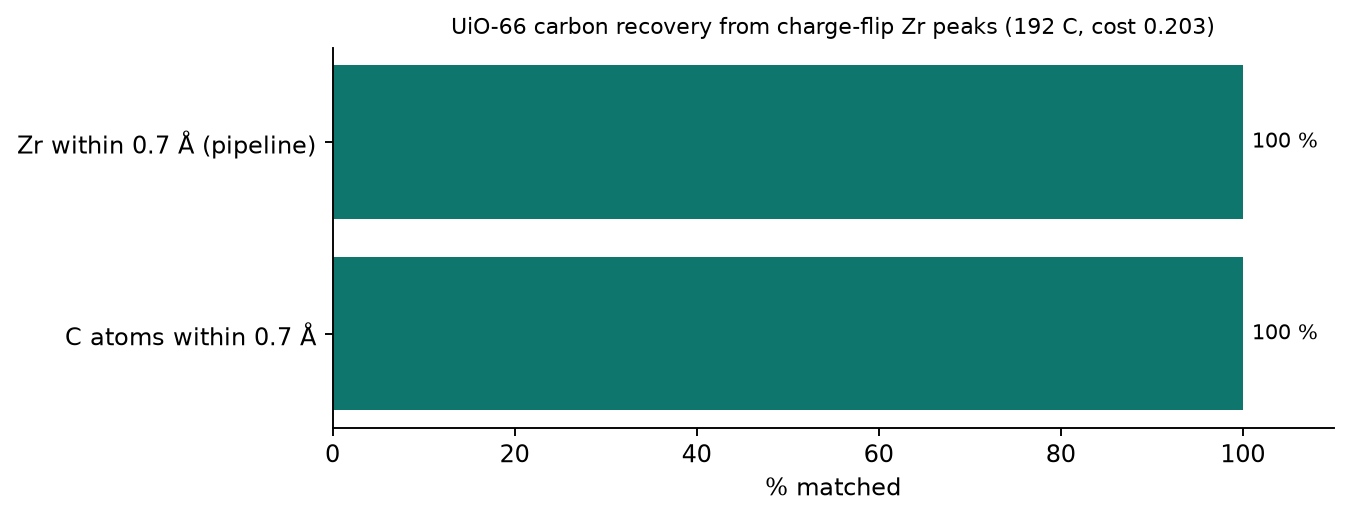 UiO-66 carbon recovery from charge-flip Zr peaks (192 C, cost 0.203)
Zr within 0.7 Å (pipeline)
100 %
C atoms within 0.7 Å
100 %
0 20 40 60 80 100
% matched